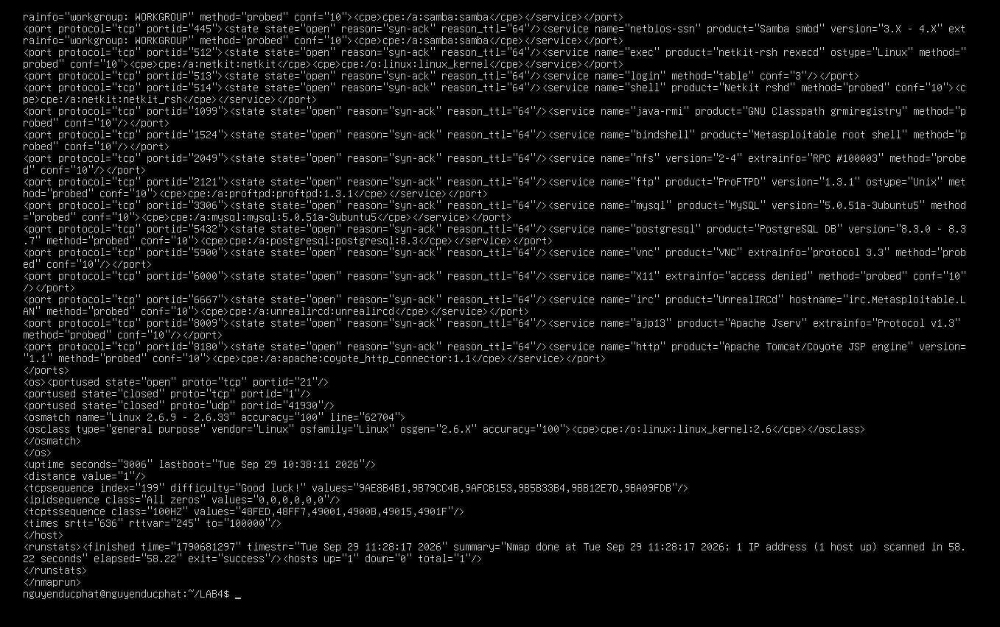 rainfo="workgroup: WORKGROUP" method="probed" conf="10"><cpe>cpe:/a:samba:samba</cpe></service></port>
<port protocol="tcp" portid="445"><state state="open" reason="syn-ack" reason_ttl="64"/><service name="netbios-ssn" product="Samba smbd" version="3.X - 4.X" ext
rainfo="workgroup: WORKGROUP" method="probed" conf="10"><cpe>cpe:/a:samba:samba</cpe></service></port>
<port protocol="tcp" portid="512"><state state="open" reason="syn-ack" reason_ttl="64"/><service name="exec" product="netkit-rsh rexecd" ostype="Linux" method="
probed" conf="10"><cpe>cpe:/a:netkit:netkit</cpe><cpe>cpe:/o:linux:linux_kernel</cpe></service></port>
<port protocol="tcp" portid="513"><state state="open" reason="syn-ack" reason_ttl="64"/><service name="login" method="table" conf="3"/></port>
<port protocol="tcp" portid="514"><state state="open" reason="syn-ack" reason_ttl="64"/><service name="shell" product="Netkit rshd" method="probed" conf="10"><c
pe>cpe:/a:netkit:netkit_rsh</cpe></service></port>
<port protocol="tcp" portid="1099"><state state="open" reason="syn-ack" reason_ttl="64"/><service name="java-rmi" product="GNU Classpath grmiregistry" method="p
robed" conf="10"/></port>
<port protocol="tcp" portid="1524"><state state="open" reason="syn-ack" reason_ttl="64"/><service name="bindshell" product="Metasploitable root shell" method="p
robed" conf="10"/></port>
<port protocol="tcp" portid="2049"><state state="open" reason="syn-ack" reason_ttl="64"/><service name="nfs" version="2-4" extrainfo="RPC #100003" method="probe
d" conf="10"/></port>
<port protocol="tcp" portid="2121"><state state="open" reason="syn-ack" reason_ttl="64"/><service name="ftp" product="ProFTPD" version="1.3.1" ostype="Unix" met
hod="probed" conf="10"><cpe>cpe:/a:proftpd:proftpd:1.3.1</cpe></service></port>
<port protocol="tcp" portid="3306"><state state="open" reason="syn-ack" reason_ttl="64"/><service name="mysql" product="MySQL" version="5.0.51a-3ubuntu5" method
="probed" conf="10"><cpe>cpe:/a:mysql:mysql:5.0.51a-3ubuntu5</cpe></service></port>
<port protocol="tcp" portid="5432"><state state="open" reason="syn-ack" reason_ttl="64"/><service name="postgresql" product="PostgreSQL DB" version="8.3.0 - 8.3
.7" method="probed" conf="10"><cpe>cpe:/a:postgresql:postgresql:8.3</cpe></service></port>
<port protocol="tcp" portid="5900"><state state="open" reason="syn-ack" reason_ttl="64"/><service name="vnc" product="VNC" extrainfo="protocol 3.3" method="prob
ed" conf="10"/></port>
<port protocol="tcp" portid="6000"><state state="open" reason="syn-ack" reason_ttl="64"/><service name="X11" extrainfo="access denied" method="probed" conf="10"
/></port>
<port protocol="tcp" portid="6667"><state state="open" reason="syn-ack" reason_ttl="64"/><service name="irc" product="UnrealIRCd" hostname="irc.Metasploitable.L
AN" method="probed" conf="10"><cpe>cpe:/a:unrealircd:unrealircd</cpe></service></port>
<port protocol="tcp" portid="8009"><state state="open" reason="syn-ack" reason_ttl="64"/><service name="ajp13" product="Apache Jserv" extrainfo="Protocol v1.3"
method="probed" conf="10"/></port>
<port protocol="tcp" portid="8180"><state state="open" reason="syn-ack" reason_ttl="64"/><service name="http" product="Apache Tomcat/Coyote JSP engine" version=
"1.1" method="probed" conf="10"><cpe>cpe:/a:apache:coyote_http_connector:1.1</cpe></service></port>
</ports>
<os><portused state="open" proto="tcp" portid="21"/>
<portused state="closed" proto="tcp" portid="1"/>
<portused state="closed" proto="udp" portid="41930"/>
<osmatch name="Linux 2.6.9 - 2.6.33" accuracy="100" line="62704">
<osclass type="general purpose" vendor="Linux" osfamily="Linux" osgen="2.6.X" accuracy="100"><cpe>cpe:/o:linux:linux_kernel:2.6</cpe></osclass>
</osmatch>
</os>
<uptime seconds="3006" lastboot="Tue Sep 29 10:38:11 2026"/>
<distance value="1"/>
<tcpsequence index="199" difficulty="Good luck!" values="9AE8B4B1,9B79CC4B,9AFCB153,9B5B33B4,9BB12E7D,9BA09FDB"/>
<ipidsequence class="All zeros" values="0,0,0,0,0,0"/>
<tcptssequence class="100HZ" values="48FED,48FF7,49001,4900B,49015,4901F"/>
<times srtt="636" rttvar="245" to="100000"/>
</host>
<runstats><finished time="1790681297" timestr="Tue Sep 29 11:28:17 2026" summary="Nmap done at Tue Sep 29 11:28:17 2026; 1 IP address (1 host up) scanned in 58.
22 seconds" elapsed="58.22" exit="success"/><hosts up="1" down="0" total="1"/>
</runstats>
</nmaprun>
nguyenducphat@nguyenducphat:~/LAB4$ _